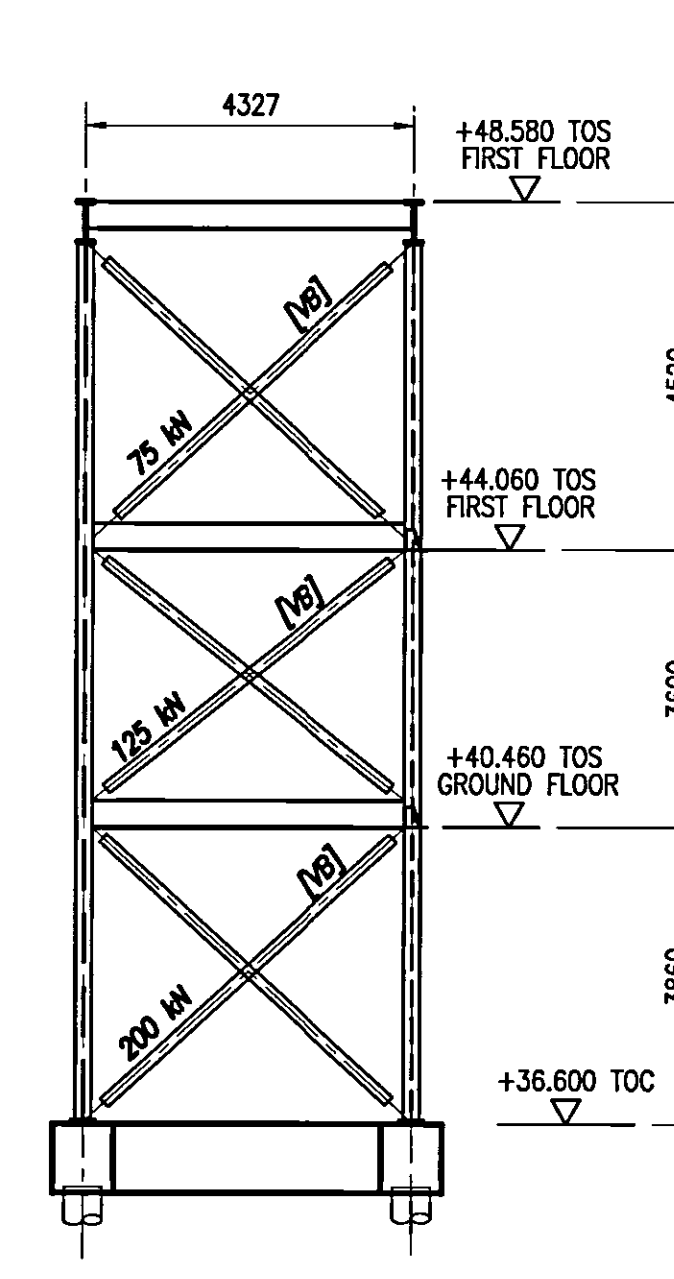 4327
+48.580 TOS
FIRST FLOOR
[VB]
75 kN
+44.060 TOS
FIRST FLOOR
[VB]
125 kN
+40.460 TOS
GROUND FLOOR
[VB]
200 kN
+36.600 TOC